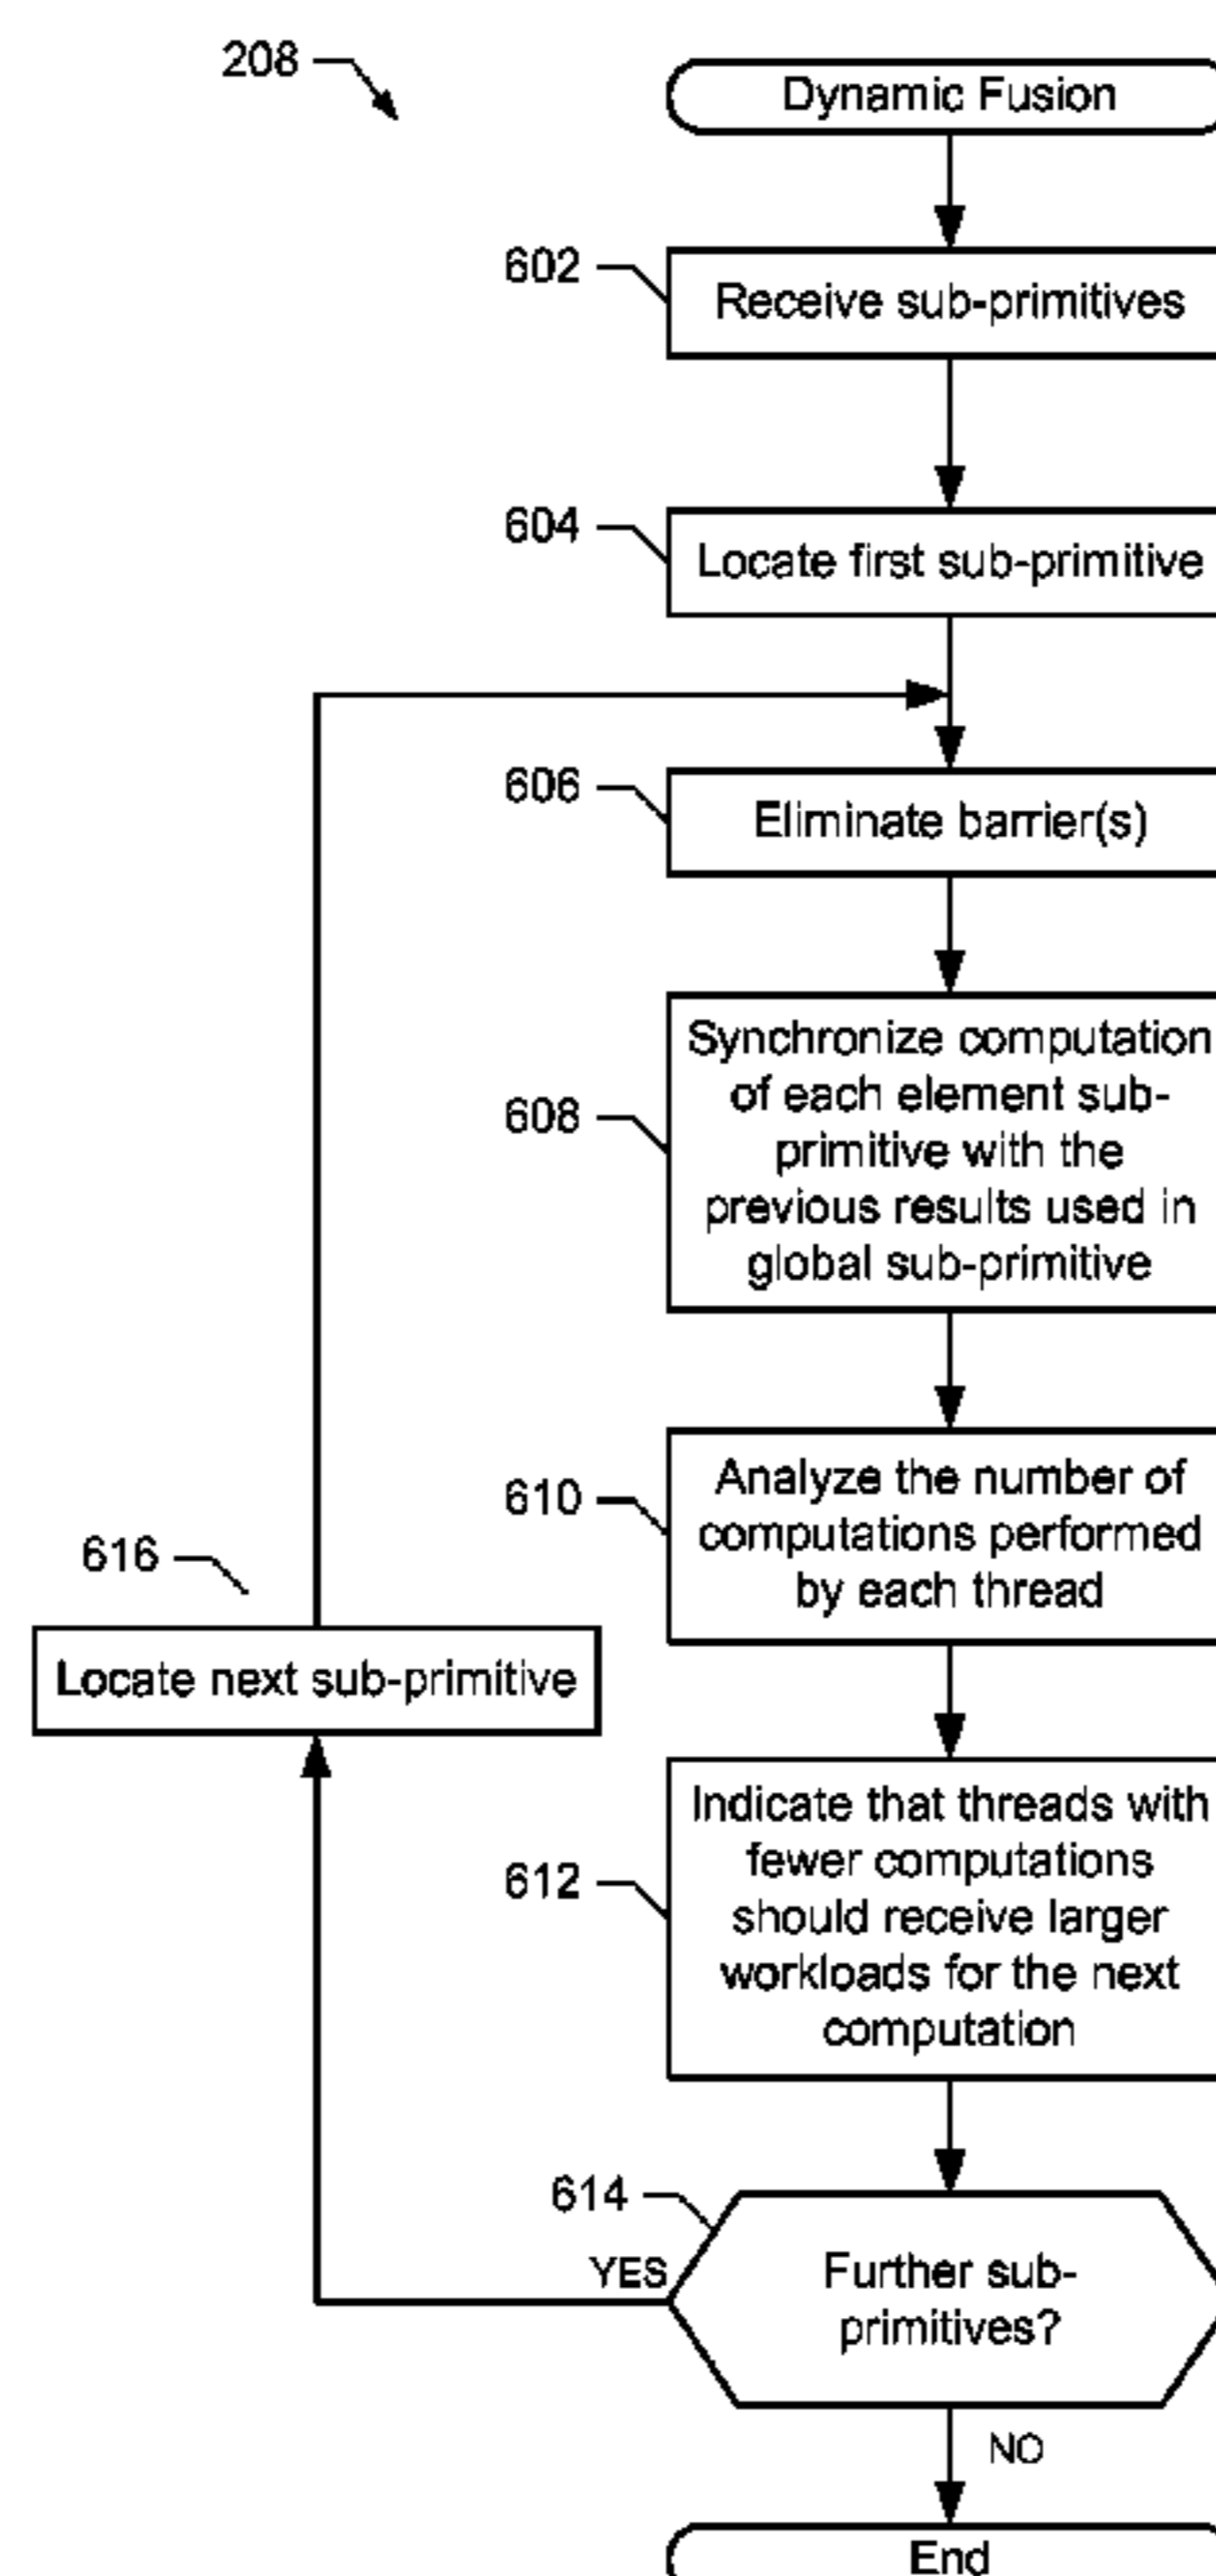 208
Dynamic Fusion
602
Receive sub-primitives
604
Locate first sub-primitive
606
Eliminate barrier(s)
608
Synchronize computation
of each element sub-
primitive with the
previous results used in
global sub-primitive
610
Analyze the number of
computations performed
by each thread
616
Locate next sub-primitive
612
Indicate that threads with
fewer computations
should receive larger
workloads for the next
computation
614
YES
Further sub-
primitives?
NO
End